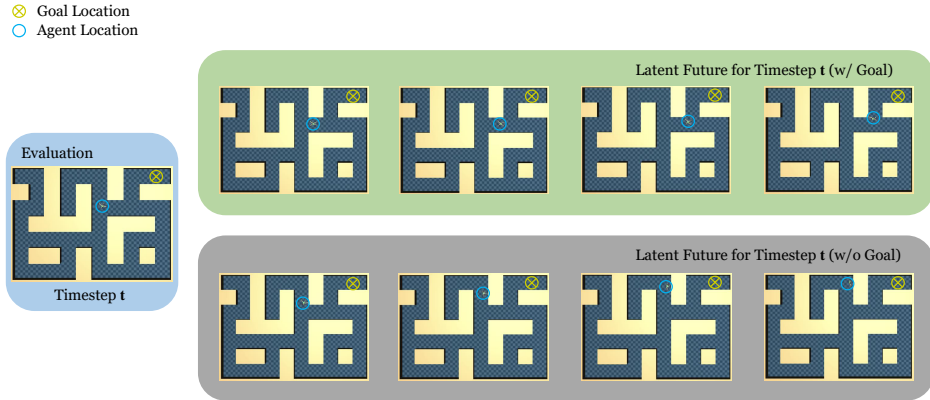 Goal Location
Agent Location
Latent Future for Timestep t (w/ Goal)
Evaluation
Timestep t
Latent Future for Timestep t (w/o Goal)